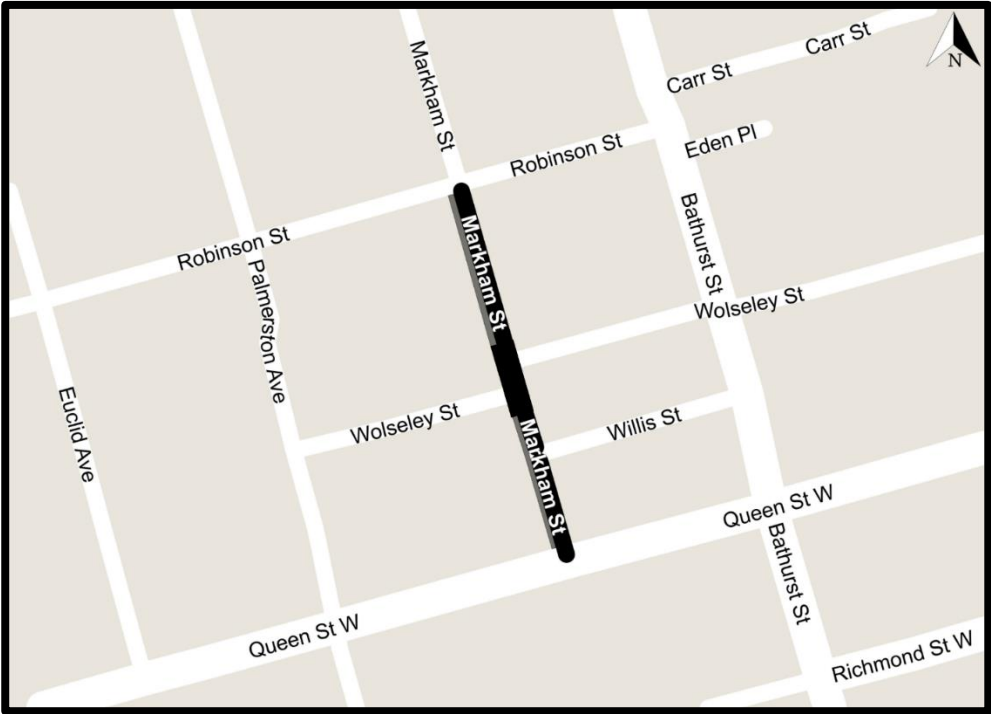 Carr St
Markham St
Carr St
N
Eden Pl
Robinson St
Robinson St
Bathurst St
Markham St
Palmerston Ave
Wolseley St
Euclid Ave
Wolseley St
Willis St
Markham St
Queen St W
Bathurst St
Queen St W
Richmond St W